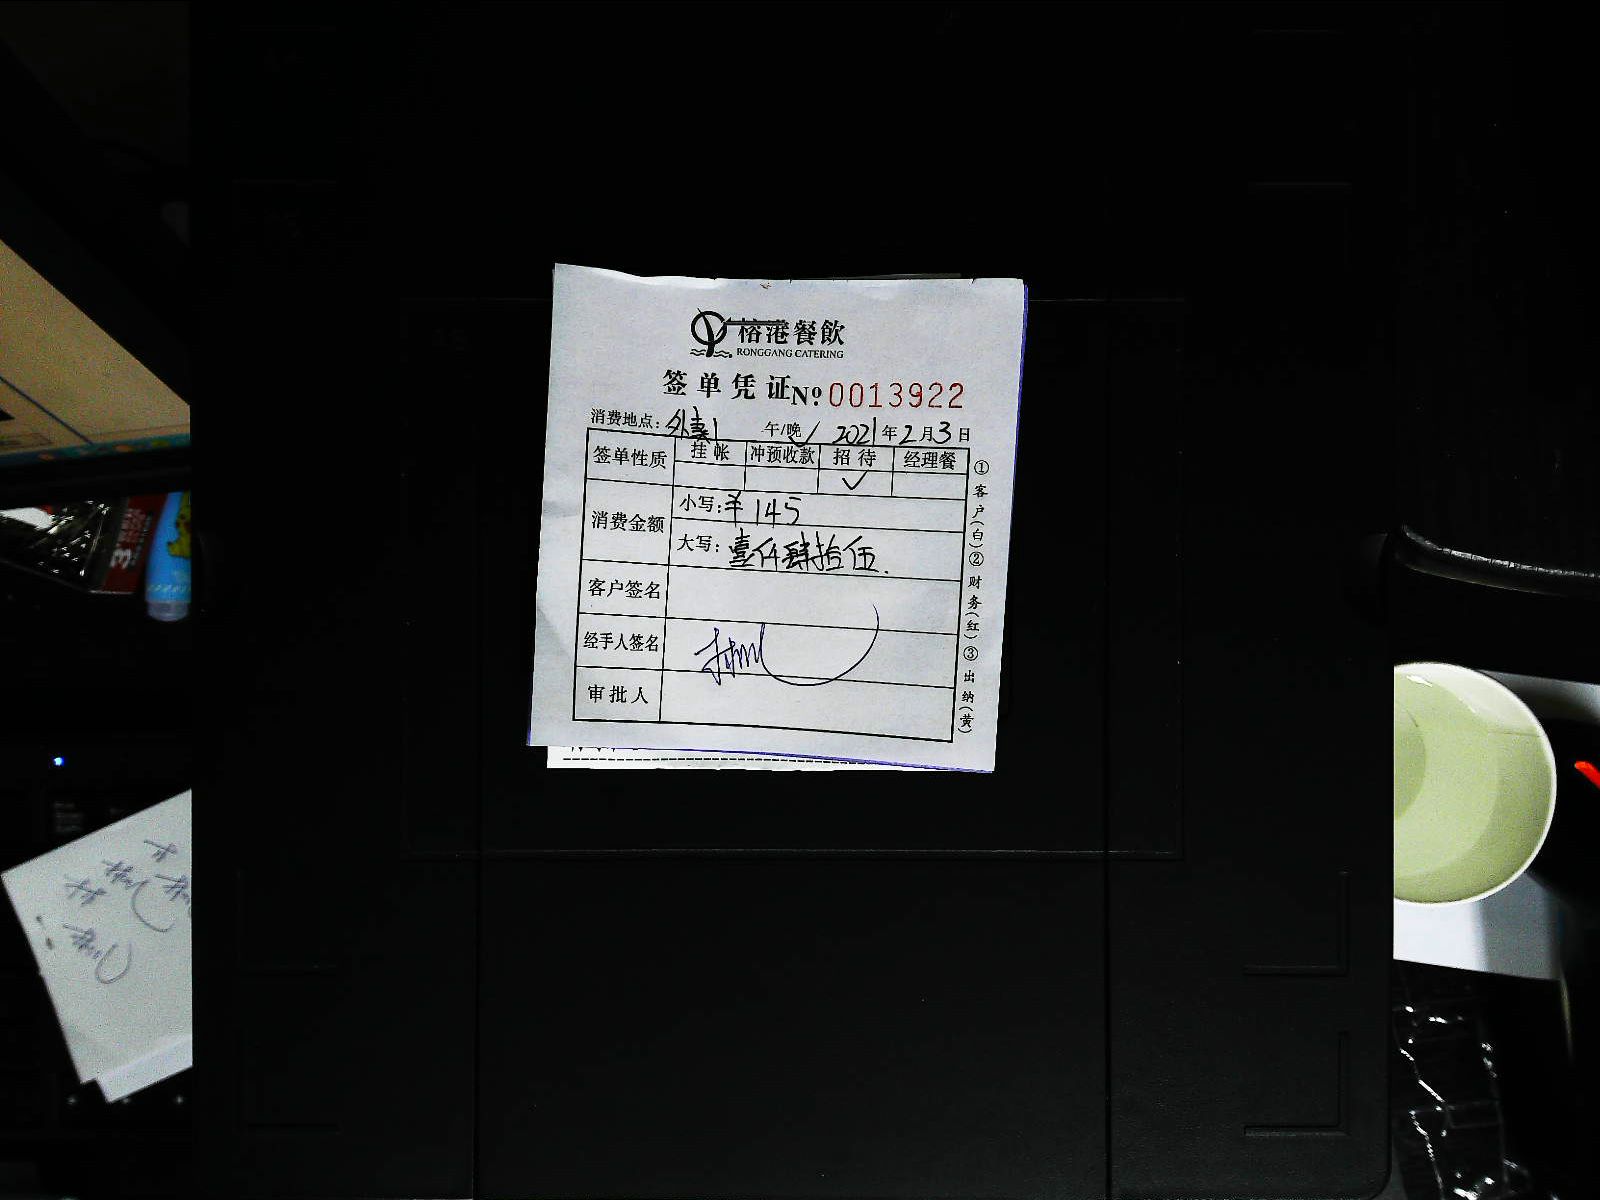 榕港餐飲
RONGGANG CATERING
签单凭证 № 0013922
消费地点：外卖1 午/晚 ✓ 2021年2月3日
签单性质 挂帐 冲预收款 招待 经理餐
✓
消费金额 小写：¥145
大写：壹仟肆拾伍.
客户签名
经手人签名
审批人
①客户（白）②财务（红）③出纳（黄）